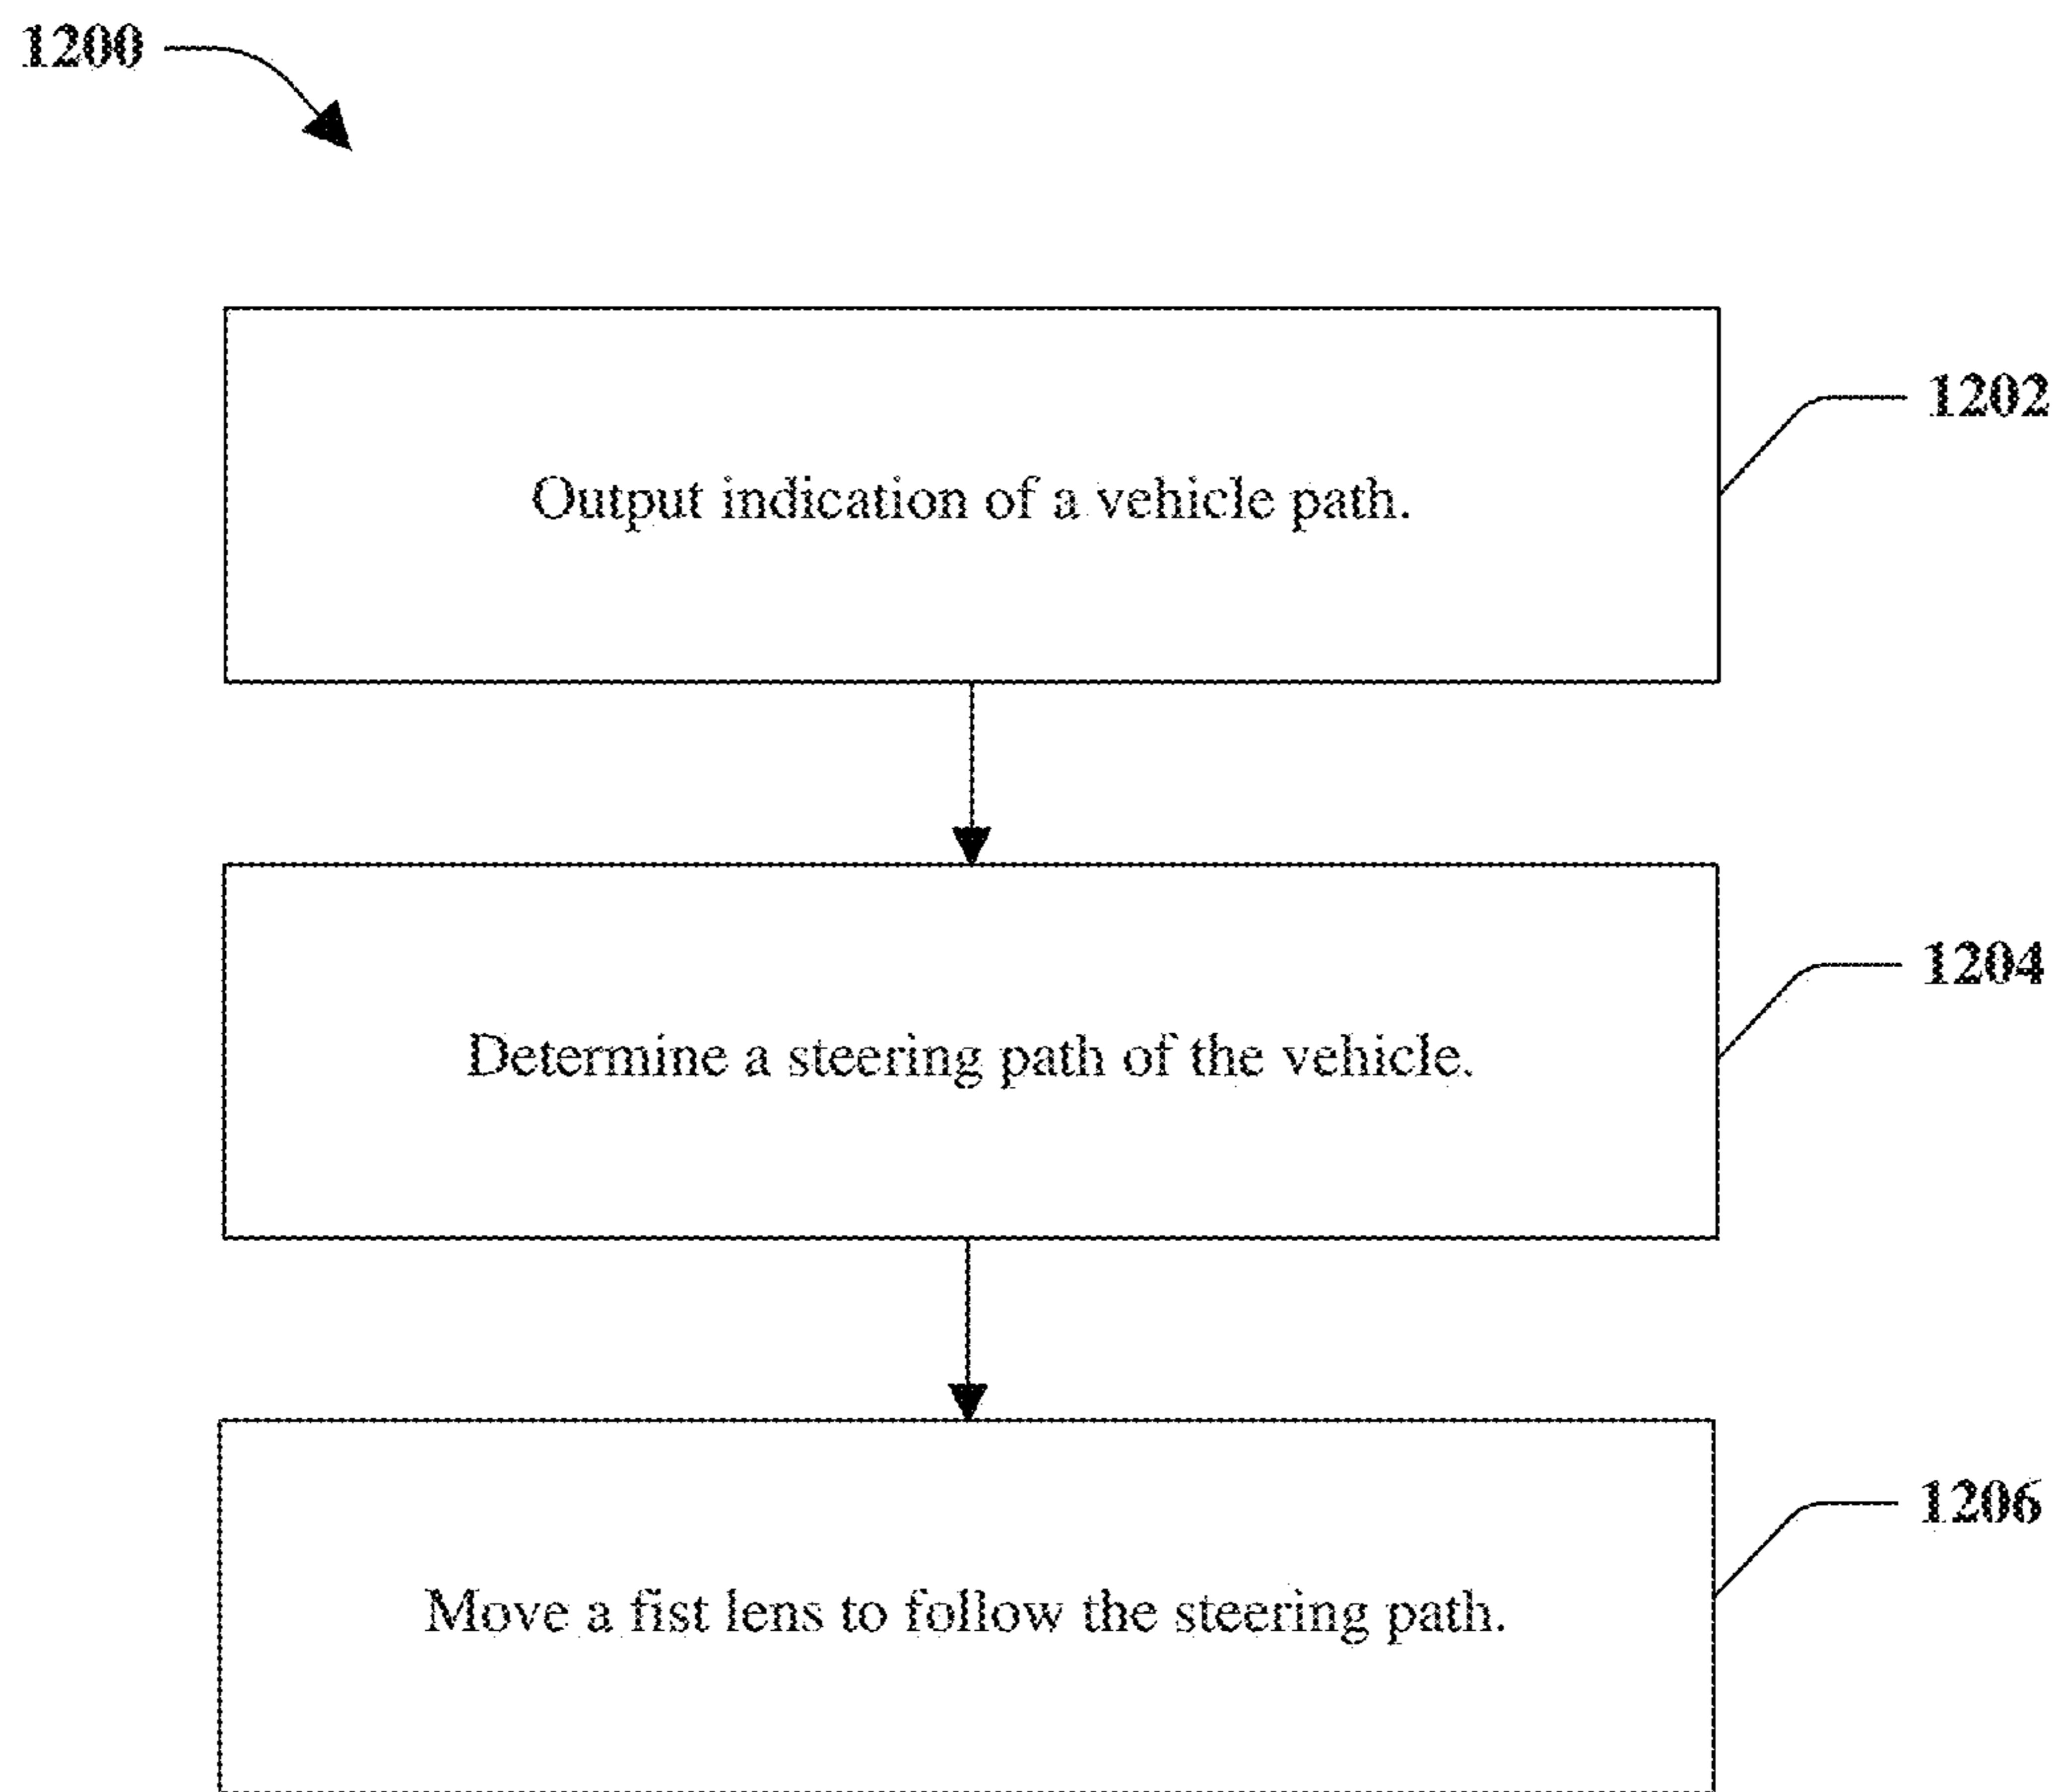 1200
Output indication of a vehicle path.
1202
Determine a steering path of the vehicle.
1204
Move a fist lens to follow the steering path.
1206